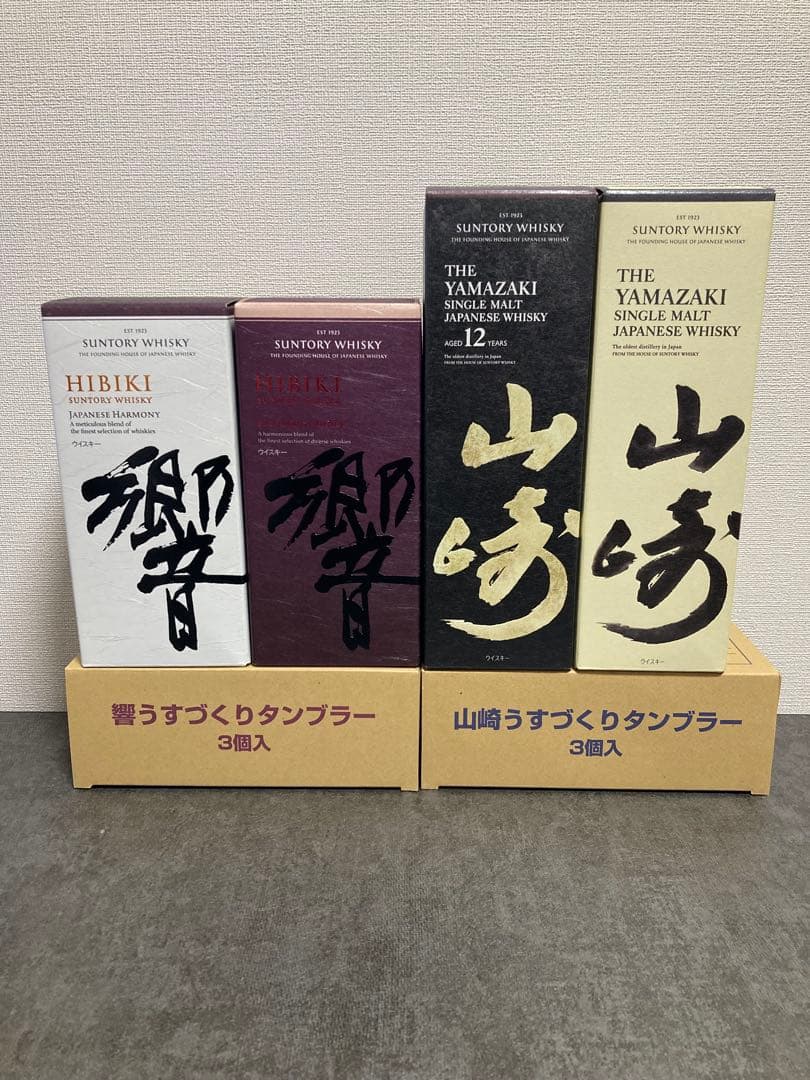 EST 1923
SUNTORY WHISKY
THE FOUNDING HOUSE OF JAPANESE WHISKY
HIBIKI
SUNTORY WHISKY
JAPANESE HARMONY
A meticulous blend of
the finest selection of whiskies
ウイスキー
響
EST 1923
SUNTORY WHISKY
THE FOUNDING HOUSE OF JAPANESE WHISKY
HIBIKI
SUNTORY WHISKY
A harmonious blend of
the finest selection of diverse whiskies
ウイスキー
響
EST 1923
SUNTORY WHISKY
THE FOUNDING HOUSE OF JAPANESE WHISKY
THE
YAMAZAKI
SINGLE MALT
JAPANESE WHISKY
AGED 12 YEARS
The oldest distillery in Japan
FROM THE HOUSE OF SUNTORY WHISKY
山崎
ウイスキー
EST 1923
SUNTORY WHISKY
THE FOUNDING HOUSE OF JAPANESE WHISKY
THE
YAMAZAKI
SINGLE MALT
JAPANESE WHISKY
The oldest distillery in Japan
FROM THE HOUSE OF SUNTORY WHISKY
山崎
ウイスキー
響うすづくりタンブラー
3個入
山崎うすづくりタンブラー
3個入